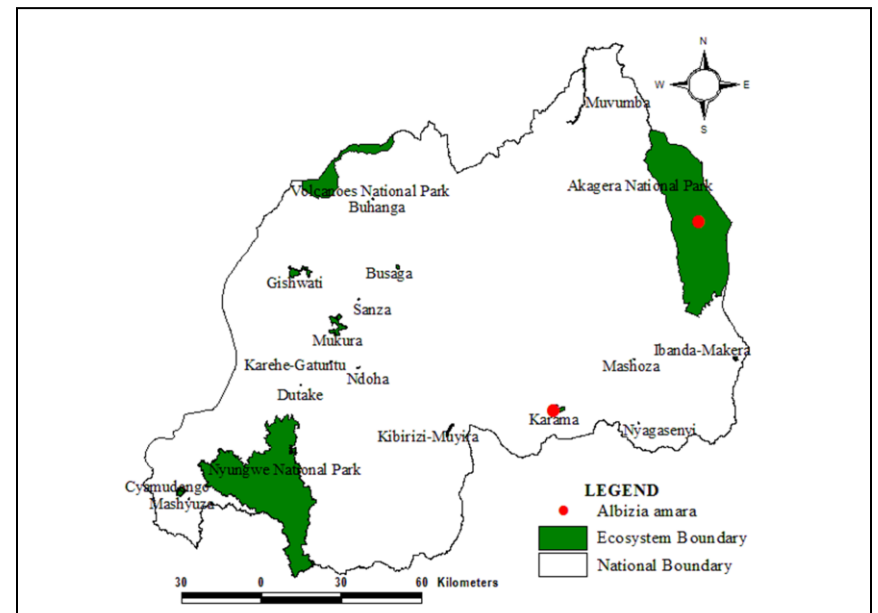 N
W E
S
Muvumba
Akagera National Park
Volcanoes National Park
Buhanga
Busaga
Gishwati
Sanza
Mukura
Ibanda-Makera
Karehe-Gaturitu
Mashoza
Ndoha
Dutake
Karama
Kibirizi-Muyira
Nyagasenyi
Nyungwe National Park
Cyamudongo
Mashyuza
LEGEND
Albizia amara
Ecosystem Boundary
National Boundary
30 0 30 60 Kilometers